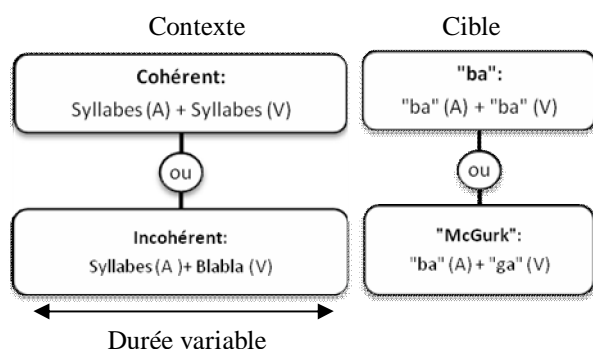 Contexte
Cible
Cohérent:
Syllabes (A) + Syllabes (V)
"ba":
"ba" (A) + "ba" (V)
ou
ou
Incohérent:
Syllabes (A )+ Blabla (V)
"McGurk":
"ba" (A) + "ga" (V)
Durée variable